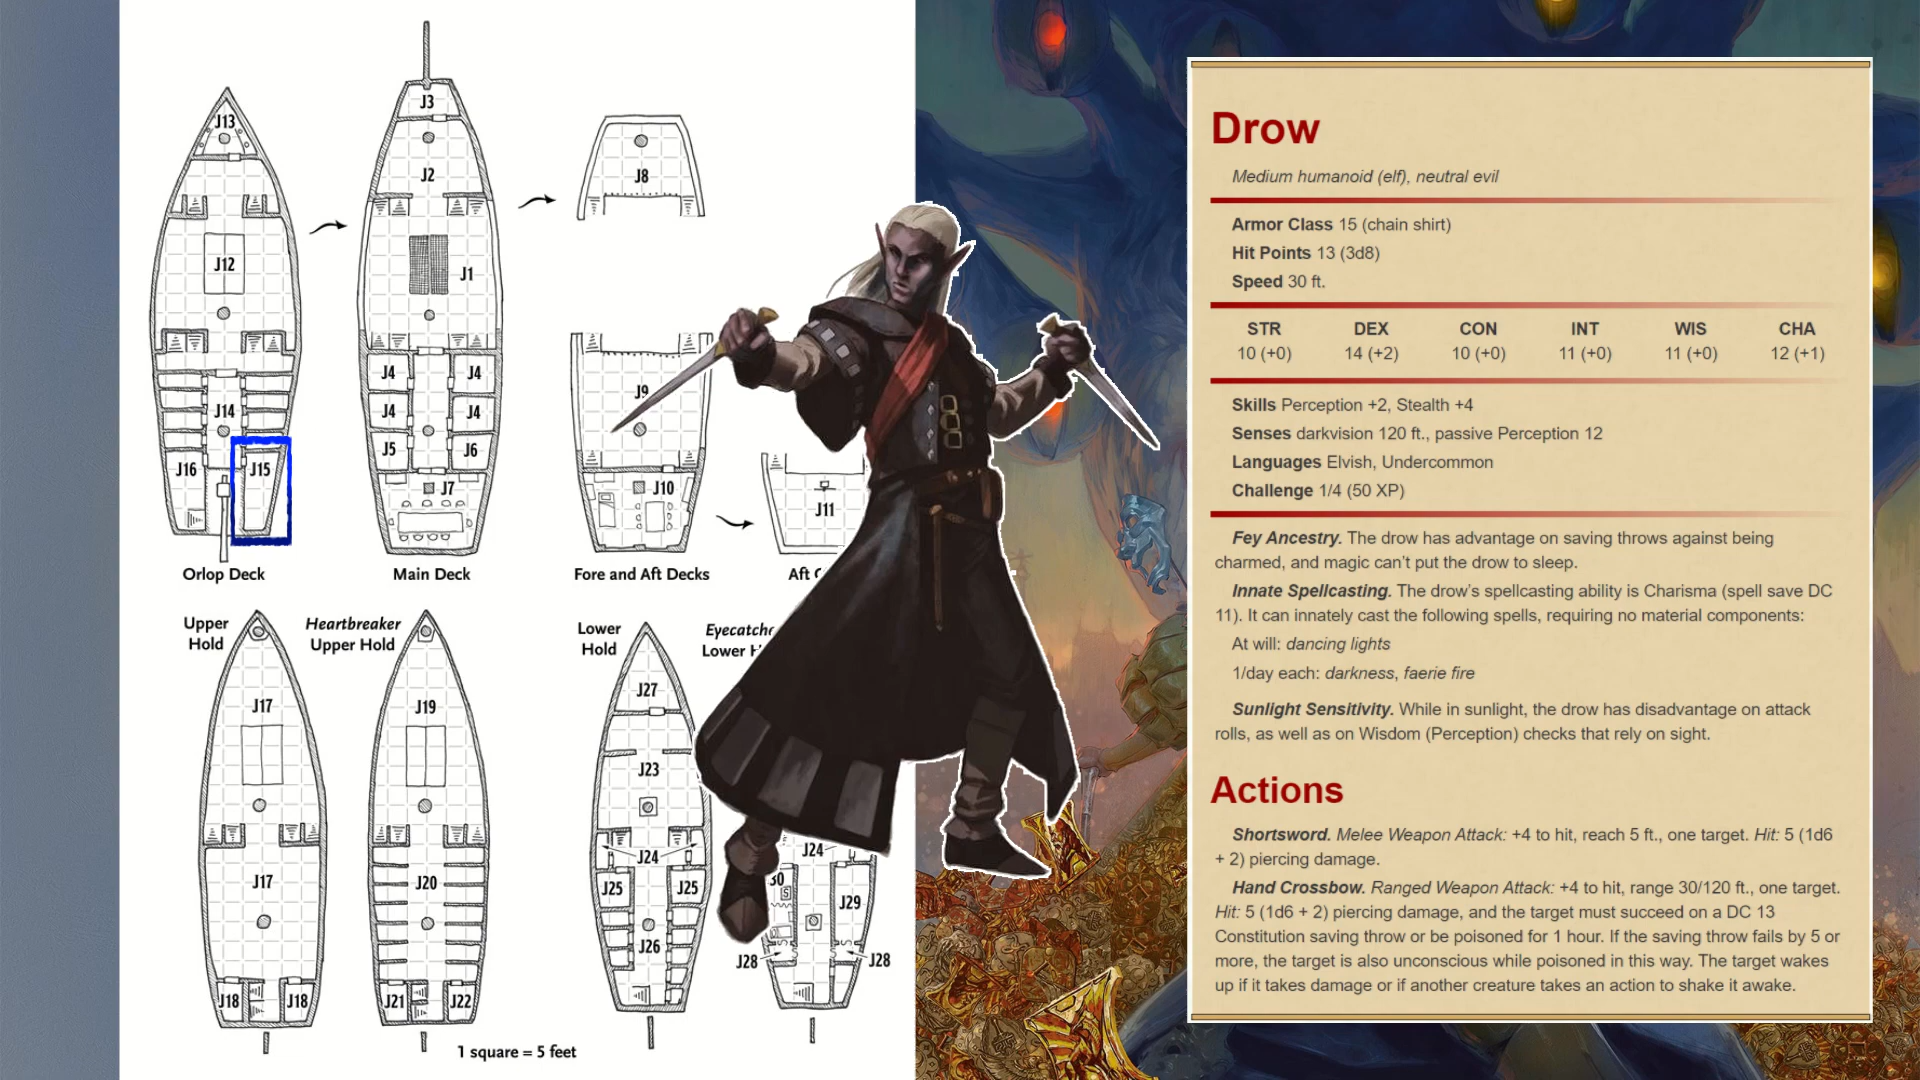 J13
J12
J14
J16
J15
Orlop Deck
J3
J2
J1
J4
J4
J4
J4
J5
J6
J7
Main Deck
J8
J9
J10
Fore and Aft Decks
J11
Aft
Upper
Hold
J17
J17
J18
J18
Heartbreaker
Upper Hold
J19
J20
J21
J22
Lower
Hold
J27
J23
J24
J25
J25
J26
Lower
J24
30
S
J29
J28
J28
1 square = 5 feet
Drow
Medium humanoid (elf), neutral evil
Armor Class 15 (chain shirt)
Hit Points 13 (3d8)
Speed 30 ft.
STR DEX CON INT WIS CHA
10 (+0) 14 (+2) 10 (+0) 11 (+0) 11 (+0) 12 (+1)
Skills Perception +2, Stealth +4
Senses darkvision 120 ft., passive Perception 12
Languages Elvish, Undercommon
Challenge 1/4 (50 XP)
Fey Ancestry. The drow has advantage on saving throws against being
charmed, and magic can't put the drow to sleep.
Innate Spellcasting. The drow's spellcasting ability is Charisma (spell save DC
11). It can innately cast the following spells, requiring no material components:
At will: dancing lights
1/day each: darkness, faerie fire
Sunlight Sensitivity. While in sunlight, the drow has disadvantage on attack
rolls, as well as on Wisdom (Perception) checks that rely on sight.
Actions
Shortsword. Melee Weapon Attack: +4 to hit, reach 5 ft., one target. Hit: 5 (1d6
+ 2) piercing damage.
Hand Crossbow. Ranged Weapon Attack: +4 to hit, range 30/120 ft., one target.
Hit: 5 (1d6 + 2) piercing damage, and the target must succeed on a DC 13
Constitution saving throw or be poisoned for 1 hour. If the saving throw fails by 5 or
more, the target is also unconscious while poisoned in this way. The target wakes
up if it takes damage or if another creature takes an action to shake it awake.